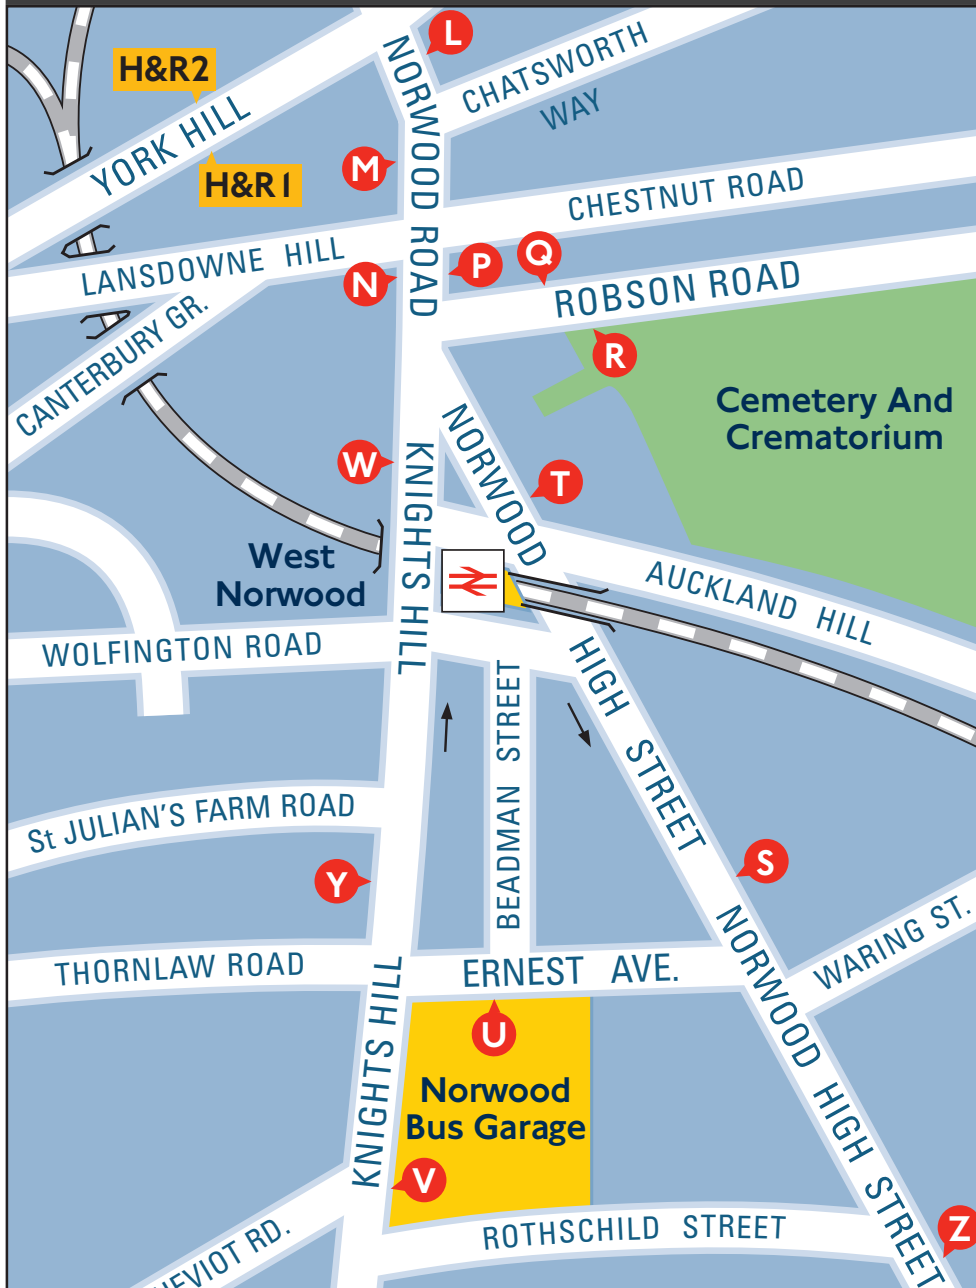 L
NORWOOD ROAD
CHATSWORTH
WAY
H&R2
YORK HILL
H&R1
M
CHESTNUT ROAD
LANSDOWNE HILL
N
P
Q
ROBSON ROAD
CANTERBURY GR.
R
Cemetery And
Crematorium
W
KNIGHTS HILL
NORWOOD
T
West
Norwood
AUCKLAND HILL
WOLFINGTON ROAD
HIGH STREET
BEADMAN STREET
St JULIAN'S FARM ROAD
Y
S
NORWOOD HIGH STREET
WARING ST.
THORNLAW ROAD
ERNEST AVE.
KNIGHTS HILL
U
Norwood
Bus Garage
V
ROTHSCHILD STREET
Z
HEVIOT RD.